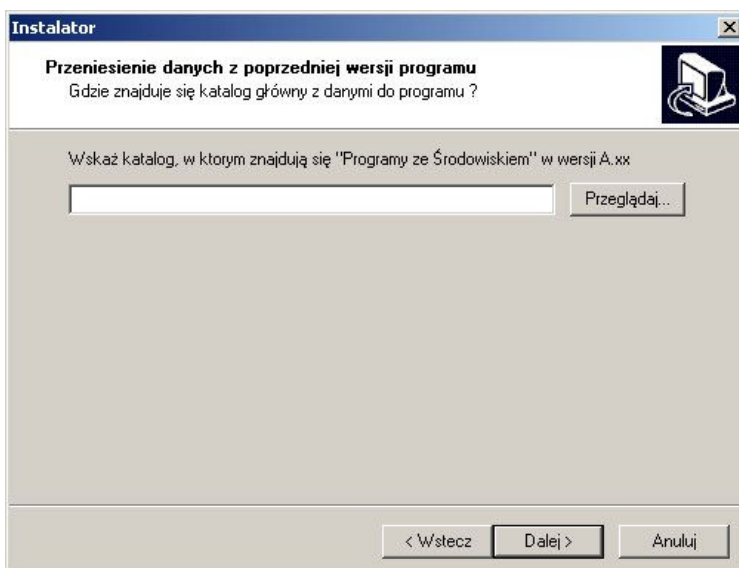 Instalator
Przeniesienie danych z poprzedniej wersji programu
Gdzie znajduje się katalog główny z danymi do programu ?
Wskaż katalog, w ktorym znajdują się "Programy ze Środowiskiem" w wersji A.xx
Przeglądaj...
< Wstecz Dalej > Anuluj